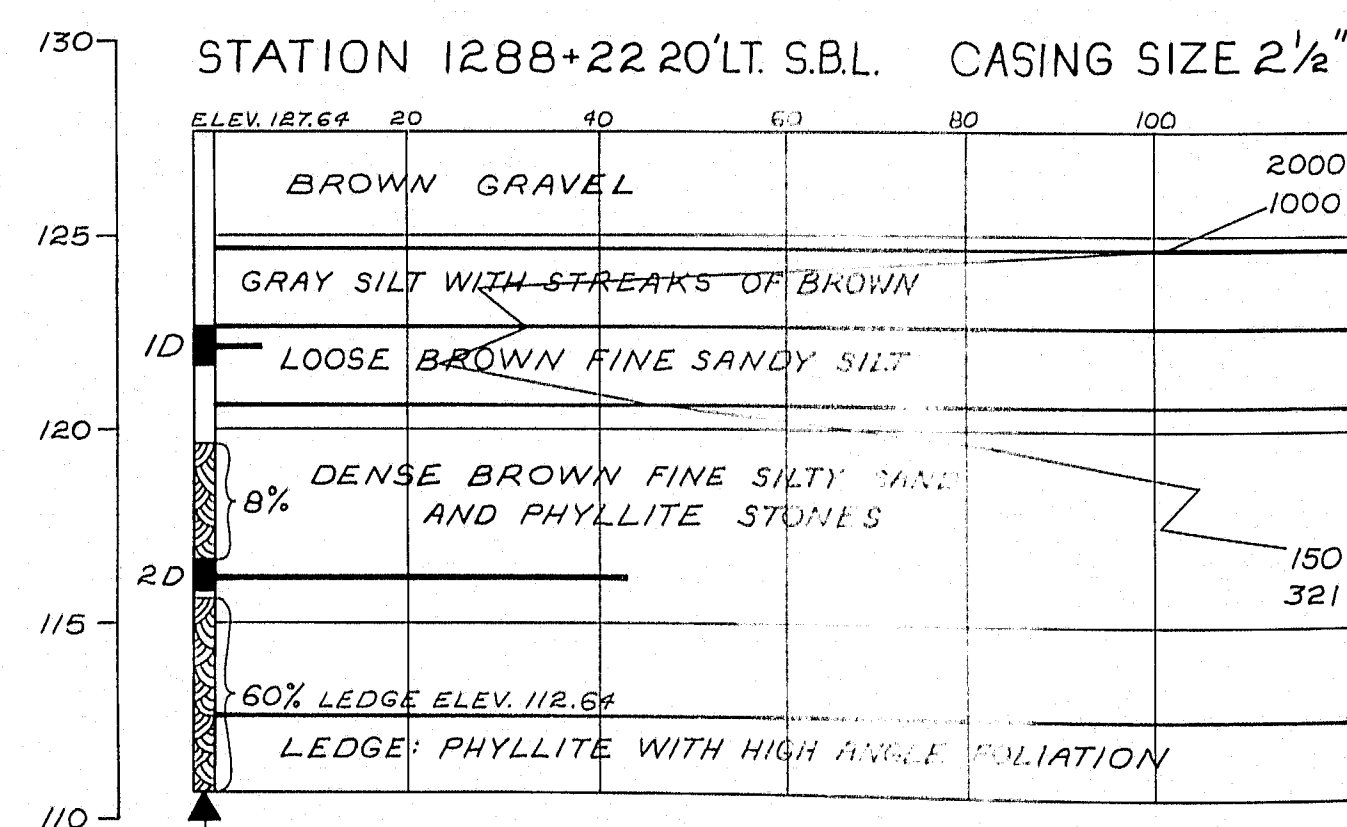 130
STATION 1288+22 20'LT. S.B.L. CASING SIZE 2½"
ELEV. 127.64 20 40 60 80 100
2000
BROWN GRAVEL
1000
125
GRAY SILT WITH STREAKS OF BROWN
1D
LOOSE BROWN FINE SANDY SILT
120
DENSE BROWN FINE SILTY SAND
8%
AND PHYLLITE STONES
150
2D
321
115
60% LEDGE ELEV. 112.64
LEDGE: PHYLLITE WITH HIGH ANGLE FOLIATION
110